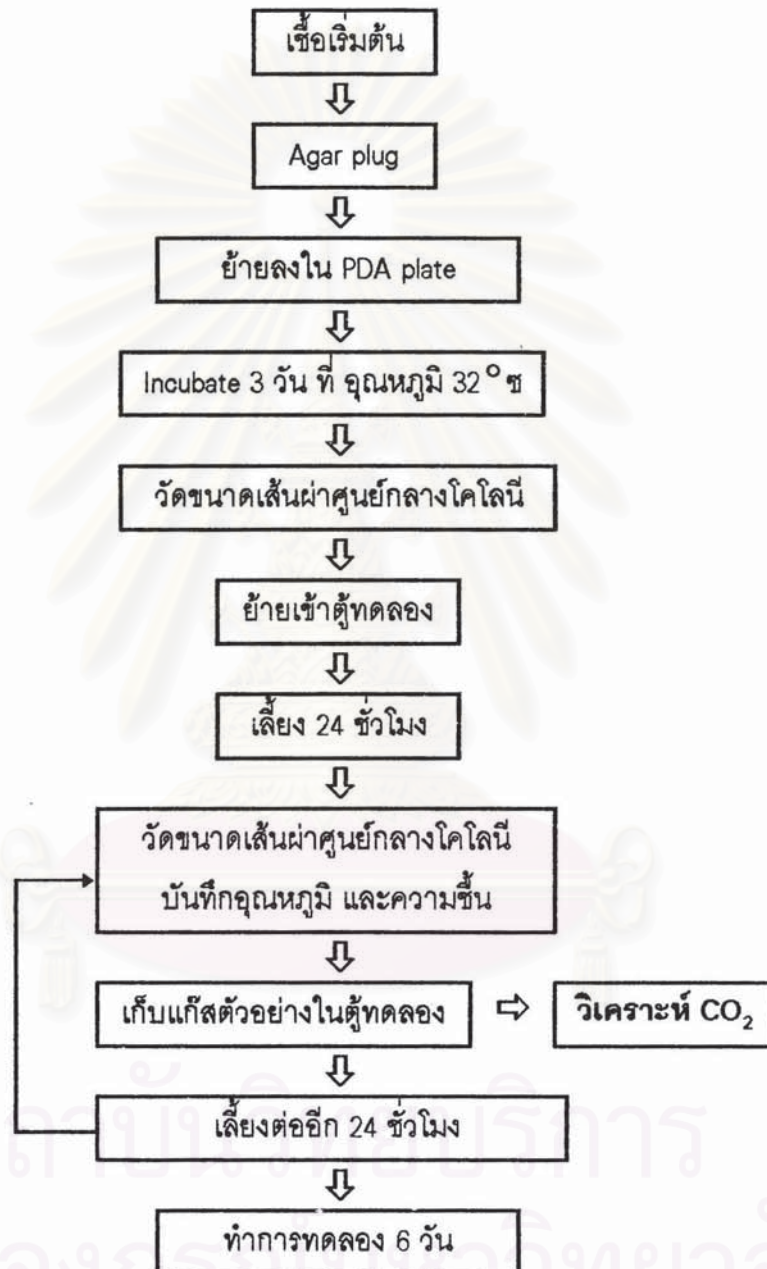 เชื้อเริ่มต้น
Agar plug
ย้ายลงใน PDA plate
Incubate 3 วัน ที่ อุณหภูมิ 32°ซ
วัดขนาดเส้นผ่าศูนย์กลางโคโลนี
ย้ายเข้าตู้ทดลอง
เลี้ยง 24 ชั่วโมง
วัดขนาดเส้นผ่าศูนย์กลางโคโลนี
บันทึกอุณหภูมิ และความชื้น
เก็บแก๊สตัวอย่างในตู้ทดลอง
วิเคราะห์ CO₂
เลี้ยงต่ออีก 24 ชั่วโมง
ทำการทดลอง 6 วัน